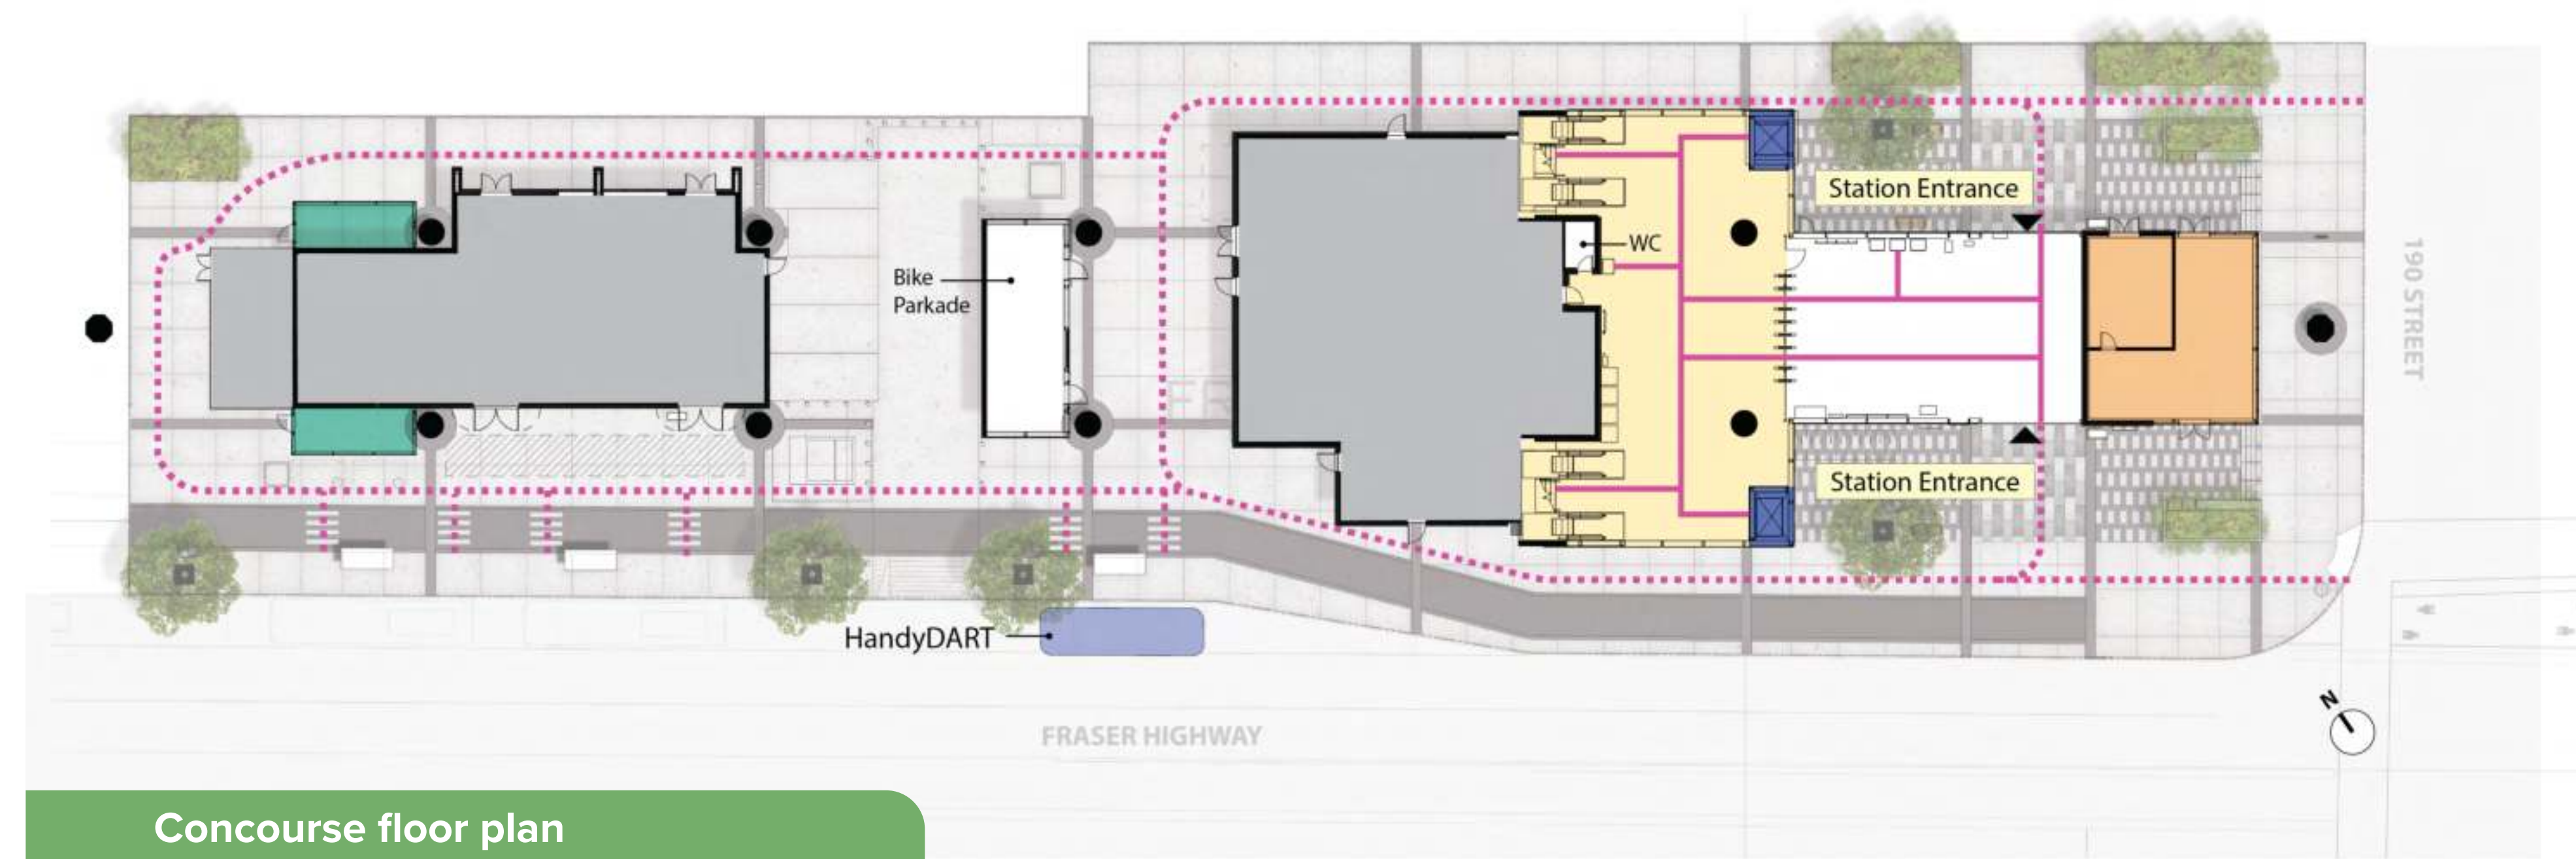 Station Entrance
WC
Bike
Parkade
190 STREET
Station Entrance
HandyDART
N
FRASER HIGHWAY
Concourse floor plan